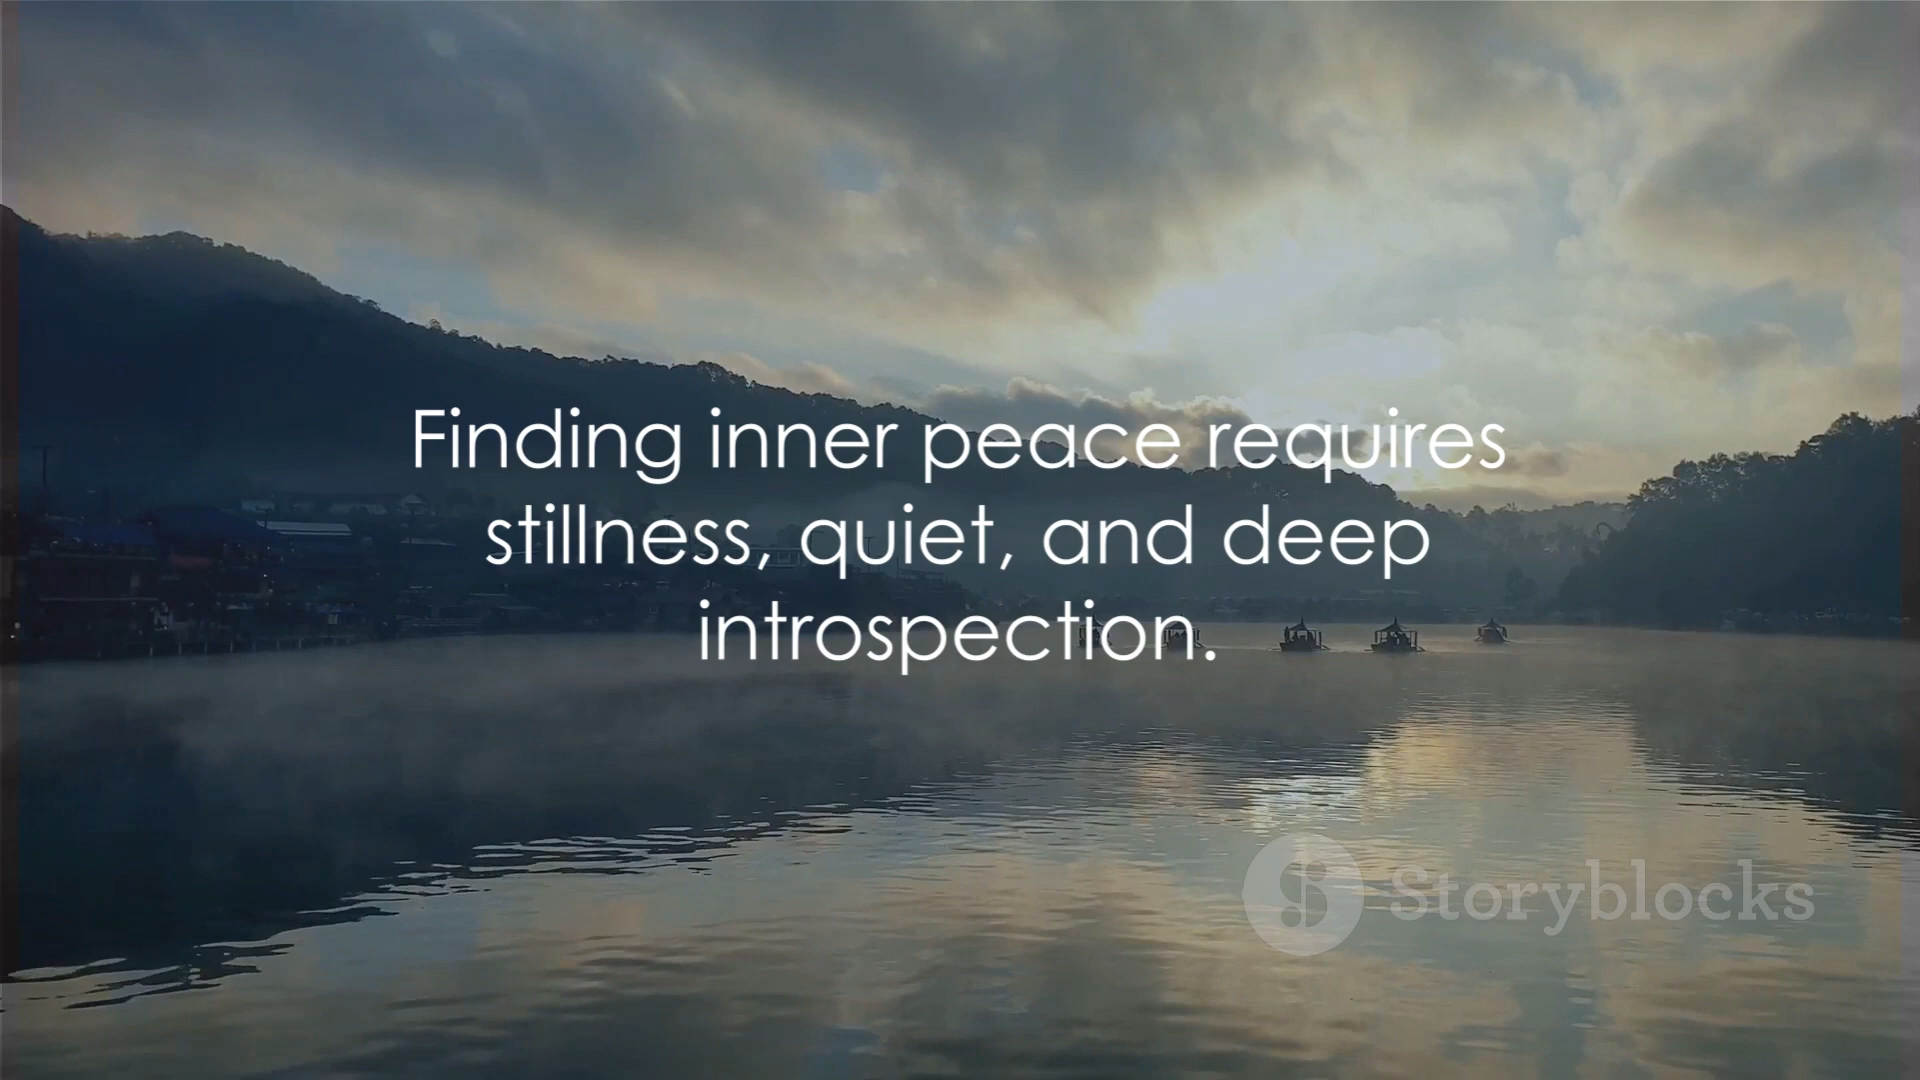 Finding inner peace requires
stillness, quiet, and deep
introspection.
Storyblocks